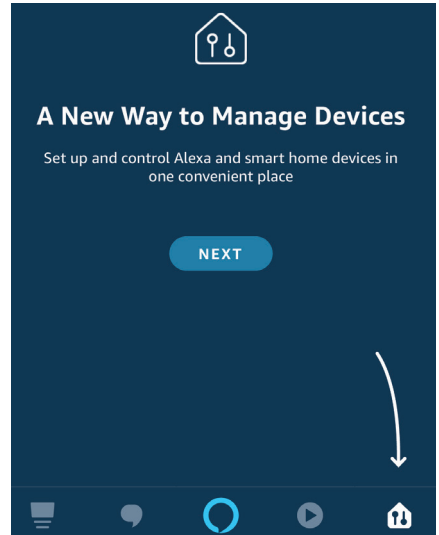 A New Way to Manage Devices
Set up and control Alexa and smart home devices in
one convenient place
NEXT